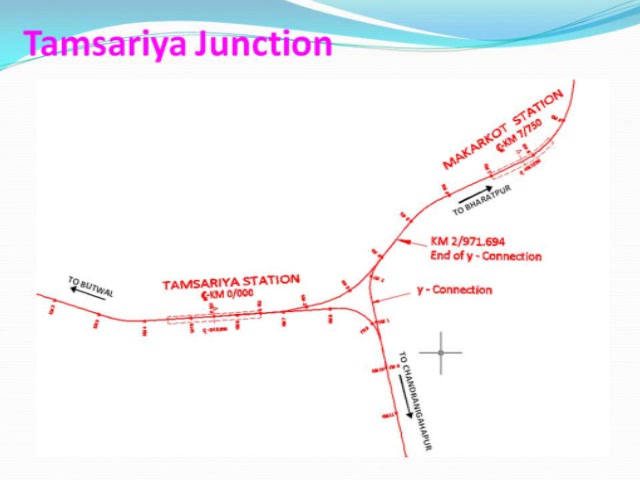 Tamsariya Junction
MAKARKOT STATION
℄-KM 7/750
TO BHARATPUR
KM 2/971.694
End of y - Connection
TO BUTWAL
TAMSARIYA STATION
℄-KM 0/000
y - Connection
TO CHANDRANIGAHAPUR